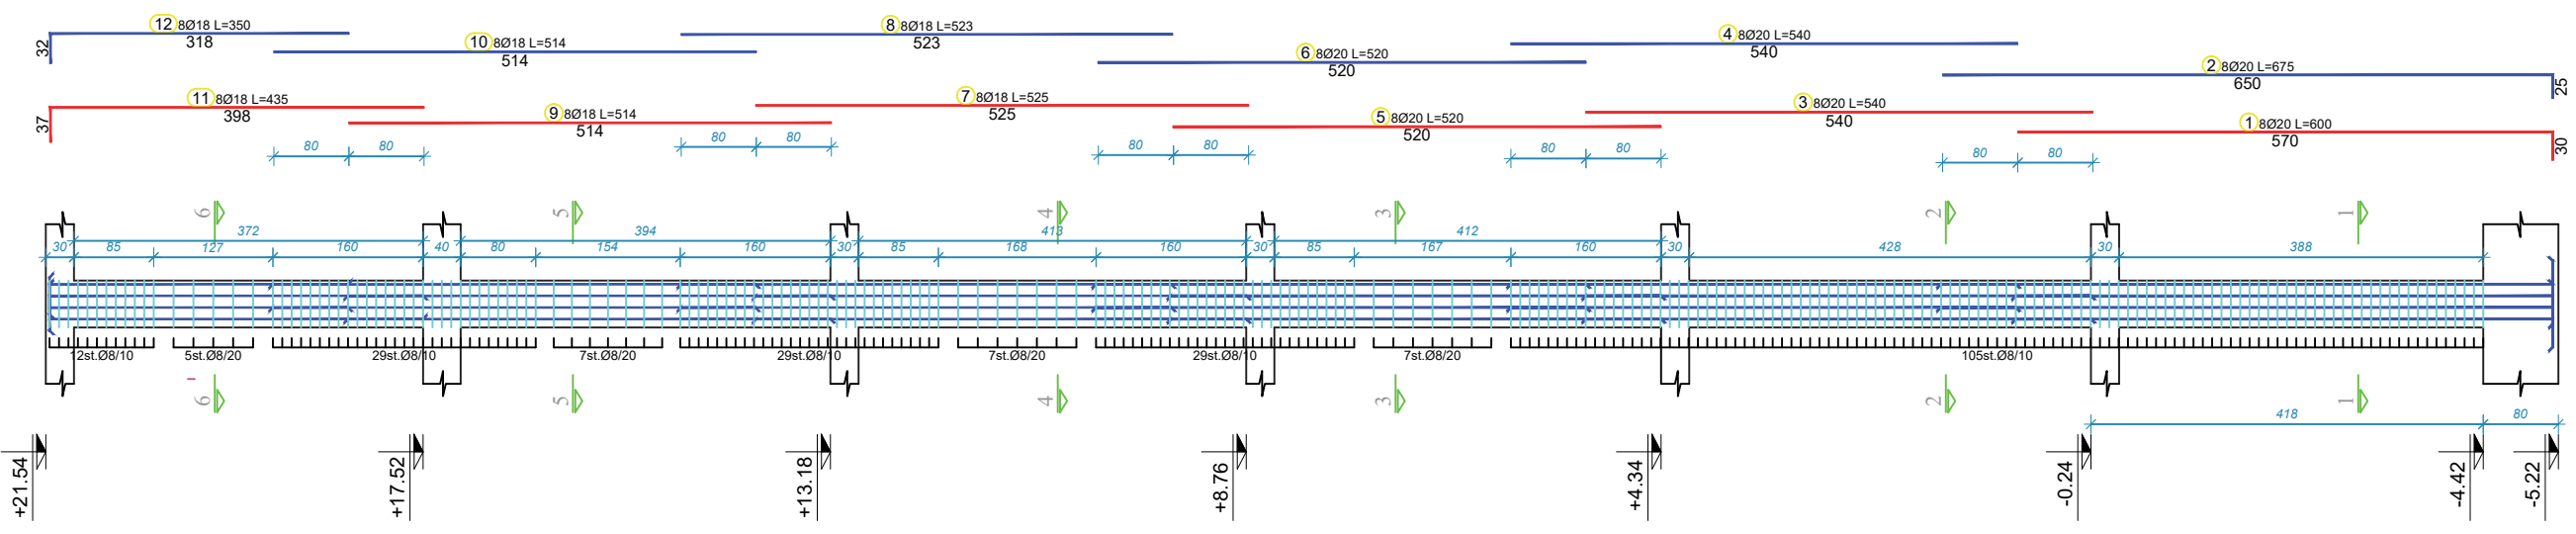 12 8Ø18 L=350
318
32
10 8Ø18 L=514
514
8 8Ø18 L=523
523
6 8Ø20 L=520
520
4 8Ø20 L=540
540
2 8Ø20 L=675
650
25
11 8Ø18 L=435
398
37
9 8Ø18 L=514
514
7 8Ø18 L=525
525
5 8Ø20 L=520
520
3 8Ø20 L=540
540
1 8Ø20 L=600
570
30
80 80 80 80 80 80 80 80 80 80
6 5 4 3 2 1
372 394 413 412
30 85 127 160 40 80 154 160 30 85 168 160 30 85 167 160 30 428 30 388
12st.Ø8/10 5st.Ø8/20 29st.Ø8/10 7st.Ø8/20 29st.Ø8/10 7st.Ø8/20 29st.Ø8/10 7st.Ø8/20 105st.Ø8/10
6 5 4 3 2 1
418 80
+21.54 +17.52 +13.18 +8.76 +4.34 -0.24 -4.42 -5.22